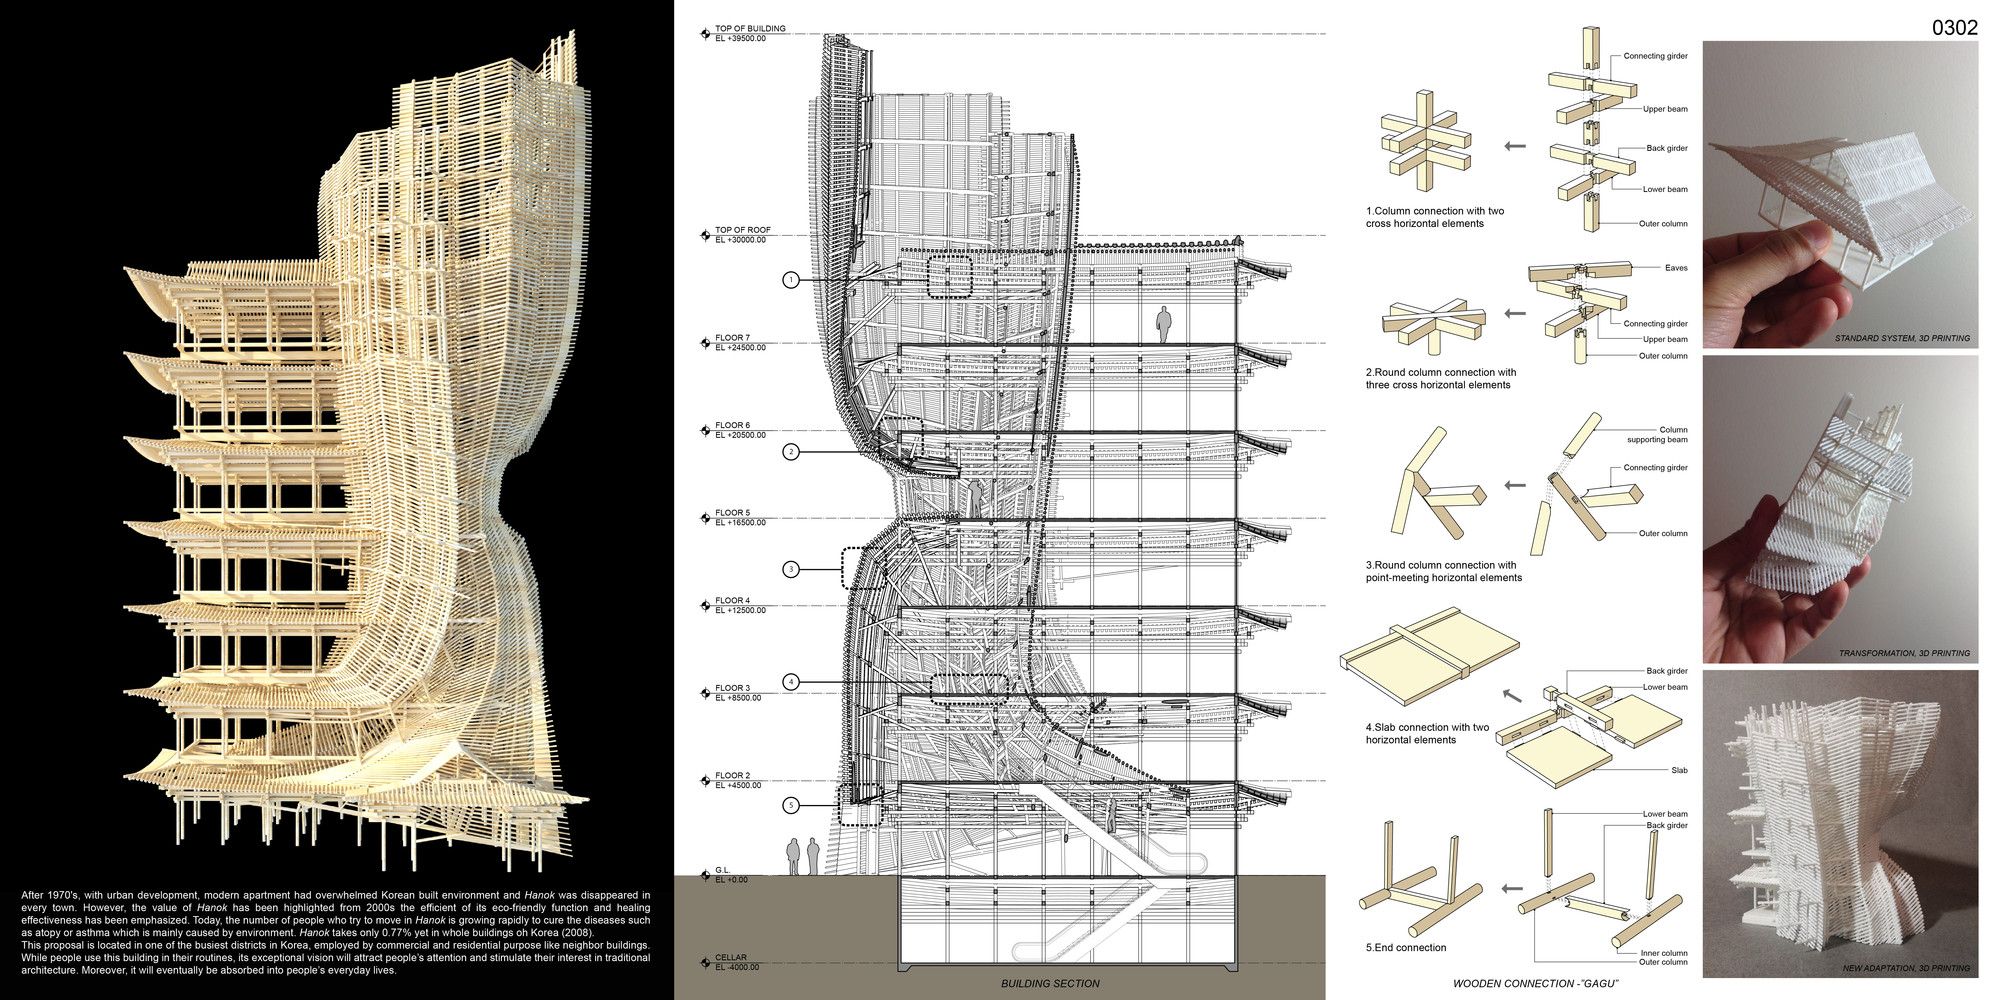 0302
TOP OF BUILDING
EL +39500.00
TOP OF ROOF
EL +30000.00
1
FLOOR 7
EL +24500.00
FLOOR 6
EL +20500.00
2
FLOOR 5
EL +16500.00
3
FLOOR 4
EL +12500.00
4
FLOOR 3
EL +8500.00
FLOOR 2
EL +4500.00
5
G.L.
EL +0.00
CELLAR
EL -4000.00
BUILDING SECTION
After 1970's, with urban development, modern apartment had overwhelmed Korean built environment and Hanok was disappeared in
every town. However, the value of Hanok has been highlighted from 2000s the efficient of its eco-friendly function and healing
effectiveness has been emphasized. Today, the number of people who try to move in Hanok is growing rapidly to cure the diseases such
as atopy or asthma which is mainly caused by environment. Hanok takes only 0.77% yet in whole buildings oh Korea (2008).
This proposal is located in one of the busiest districts in Korea, employed by commercial and residential purpose like neighbor buildings.
While people use this building in their routines, its exceptional vision will attract people's attention and stimulate their interest in traditional
architecture. Moreover, it will eventually be absorbed into people's everyday lives.
Connecting girder
Upper beam
Back girder
Lower beam
Outer column
1.Column connection with two
cross horizontal elements
Eaves
Connecting girder
Upper beam
Outer column
2.Round column connection with
three cross horizontal elements
Column
supporting beam
Connecting girder
Outer column
3.Round column connection with
point-meeting horizontal elements
Back girder
Lower beam
4.Slab connection with two
horizontal elements
Slab
Lower beam
Back girder
5.End connection
Inner column
Outer column
WOODEN CONNECTION -"GAGU"
STANDARD SYSTEM, 3D PRINTING
TRANSFORMATION, 3D PRINTING
NEW ADAPTATION, 3D PRINTING